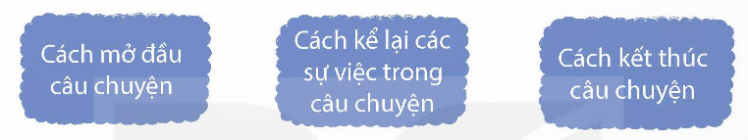 Cách mở đầu
câu chuyện
Cách kể lại các
sự việc trong
câu chuyện
Cách kết thúc
câu chuyện